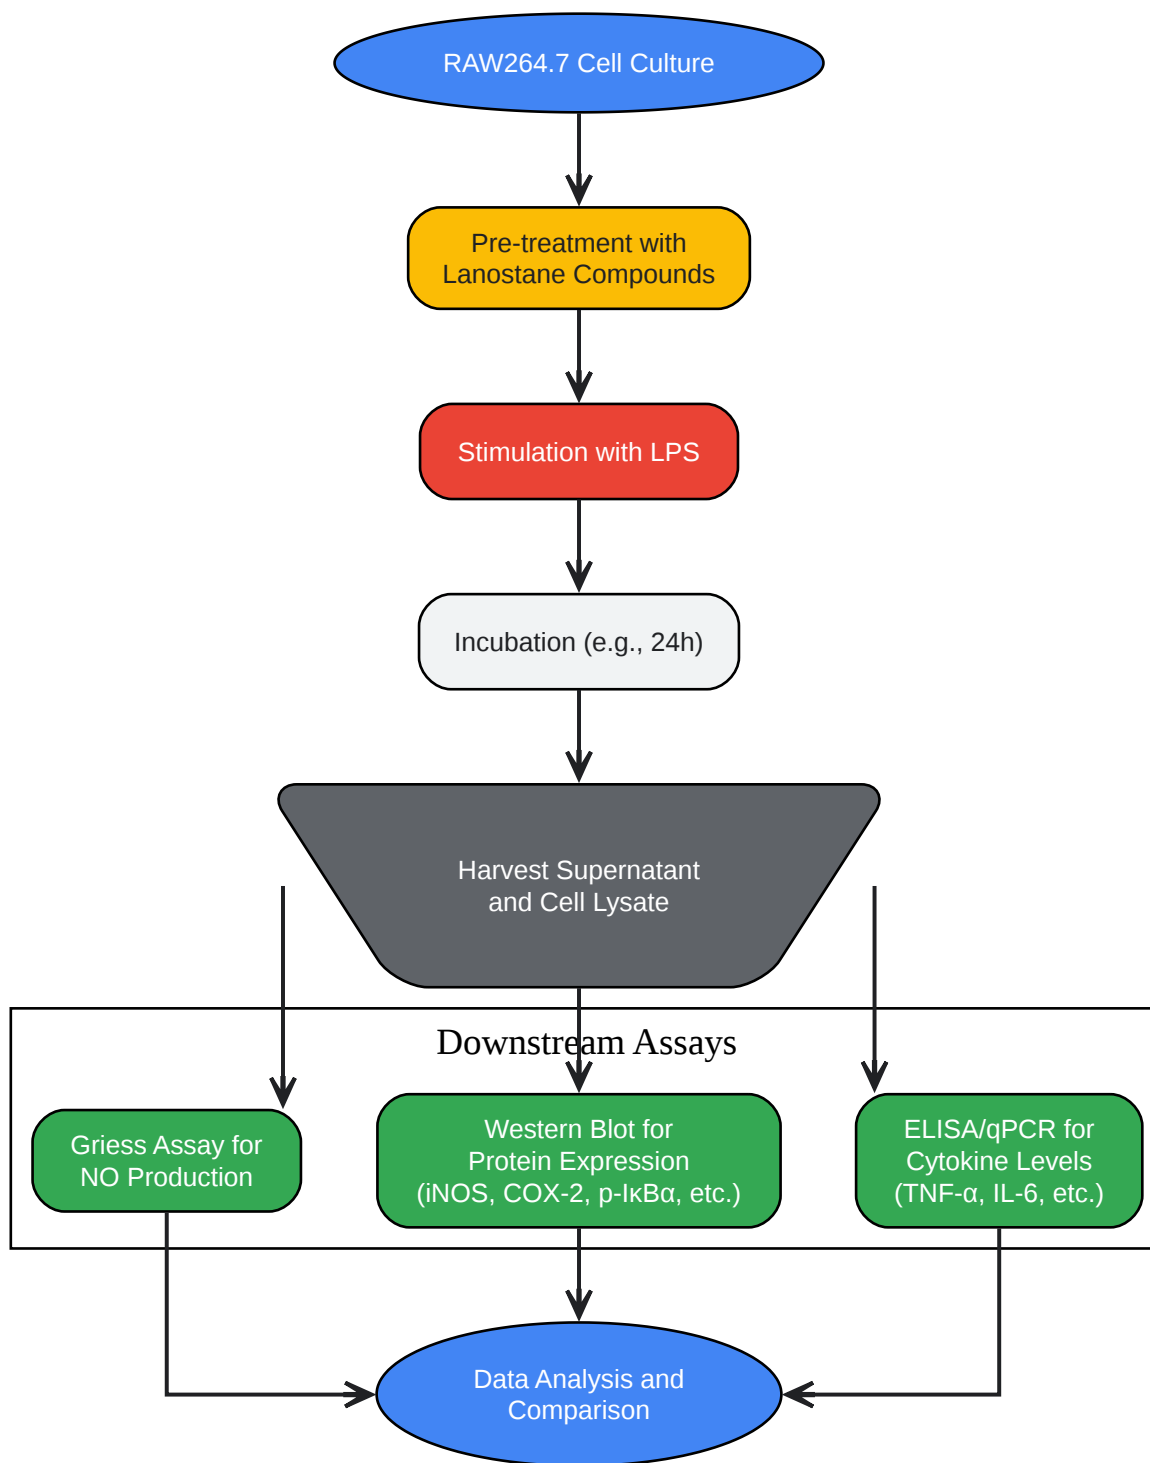 RAW264.7 Cell Culture
Pre-treatment with
Lanostane Compounds
Stimulation with LPS
Incubation (e.g., 24h)
Harvest Supernatant
and Cell Lysate
Downstream Assays
Griess Assay for
NO Production
Western Blot for
Protein Expression
(iNOS, COX-2, p-IκBα, etc.)
ELISA/qPCR for
Cytokine Levels
(TNF-α, IL-6, etc.)
Data Analysis and
Comparison